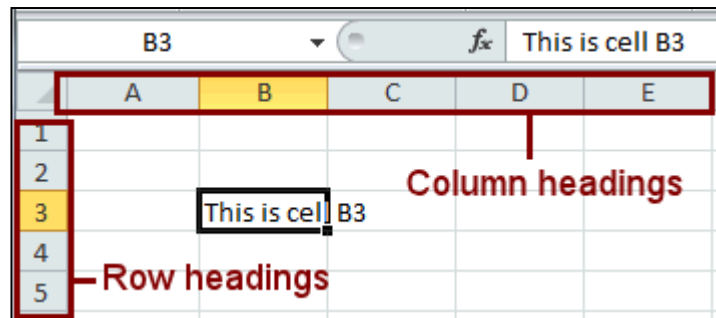 B3 fx This is cell B3
A B C D E
1
2
Column headings
3 This is cell B3
4
Row headings
5